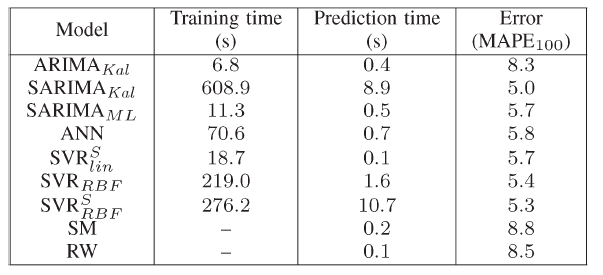 Model Training time (s) Prediction time (s) Error (MAPE100)
ARIMA Kal 6.8 0.4 8.3
SARIMA Kal 608.9 8.9 5.0
SARIMA ML 11.3 0.5 5.7
ANN 70.6 0.7 5.8
SVR S lin 18.7 0.1 5.7
SVR RBF 219.0 1.6 5.4
SVR S RBF 276.2 10.7 5.3
SM – 0.2 8.8
RW – 0.1 8.5